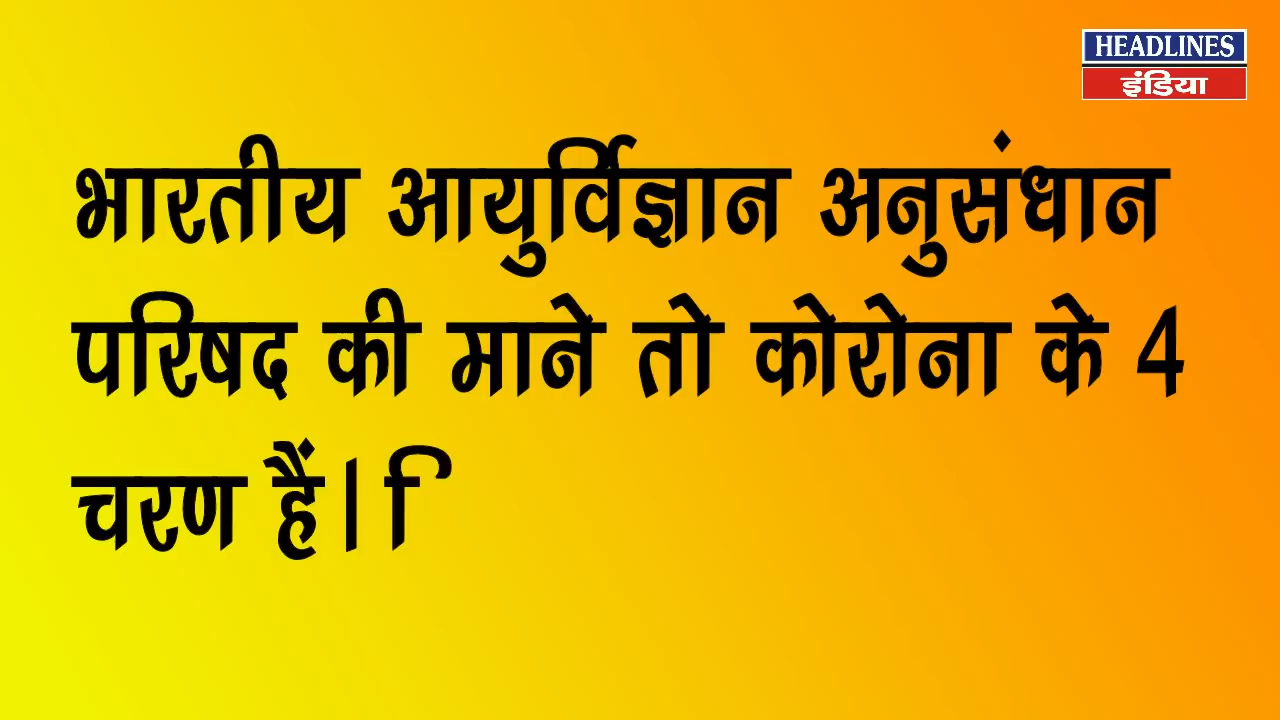 HEADLINES
इंडिया
भारतीय आयुर्विज्ञान अनुसंधान
परिषद की माने तो कोरोना के 4
चरण हैं। ि